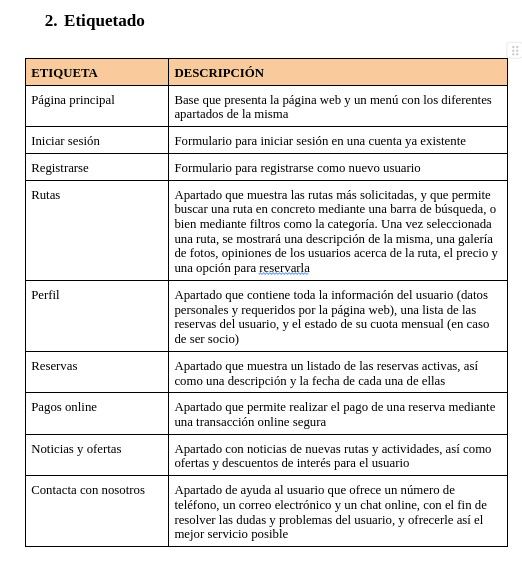 2. Etiquetado
ETIQUETA
DESCRIPCIÓN
Página principal
Base que presenta la página web y un menú con los diferentes
apartados de la misma
Iniciar sesión
Formulario para iniciar sesión en una cuenta ya existente
Registrarse
Formulario para registrarse como nuevo usuario
Rutas
Apartado que muestra las rutas más solicitadas, y que permite
buscar una ruta en concreto mediante una barra de búsqueda, o
bien mediante filtros como la categoría. Una vez seleccionada
una ruta, se mostrará una descripción de la misma, una galería
de fotos, opiniones de los usuarios acerca de la ruta, el precio y
una opción para reservarla
Perfil
Apartado que contiene toda la información del usuario (datos
personales y requeridos por la página web), una lista de las
reservas del usuario, y el estado de su cuota mensual (en caso
de ser socio)
Reservas
Apartado que muestra un listado de las reservas activas, así
como una descripción y la fecha de cada una de ellas
Pagos online
Apartado que permite realizar el pago de una reserva mediante
una transacción online segura
Noticias y ofertas
Apartado con noticias de nuevas rutas y actividades, así como
ofertas y descuentos de interés para el usuario
Contacta con nosotros
Apartado de ayuda al usuario que ofrece un número de
teléfono, un correo electrónico y un chat online, con el fin de
resolver las dudas y problemas del usuario, y ofrecerle así el
mejor servicio posible